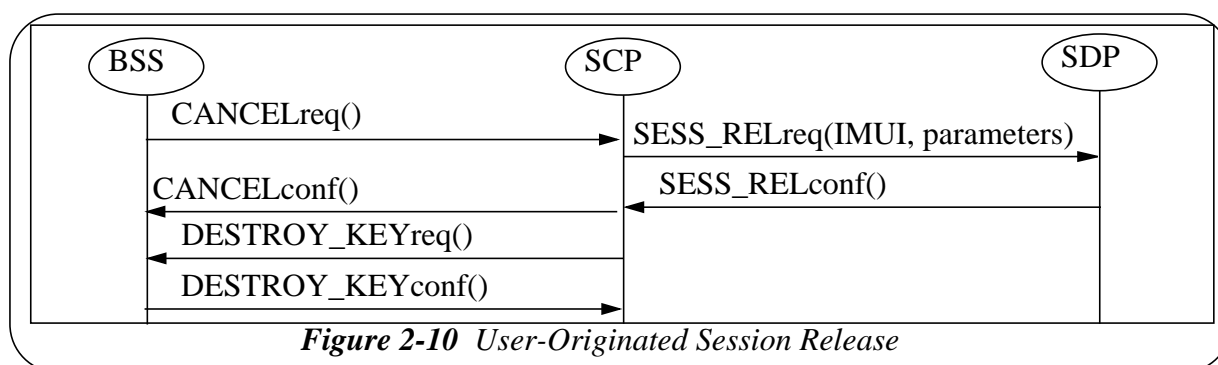 BSS SCP SDP
CANCELreq()
SESS_RELreq(IMUI, parameters)
CANCELconf() SESS_RELconf()
DESTROY_KEYreq()
DESTROY_KEYconf()
Figure 2-10 User-Originated Session Release